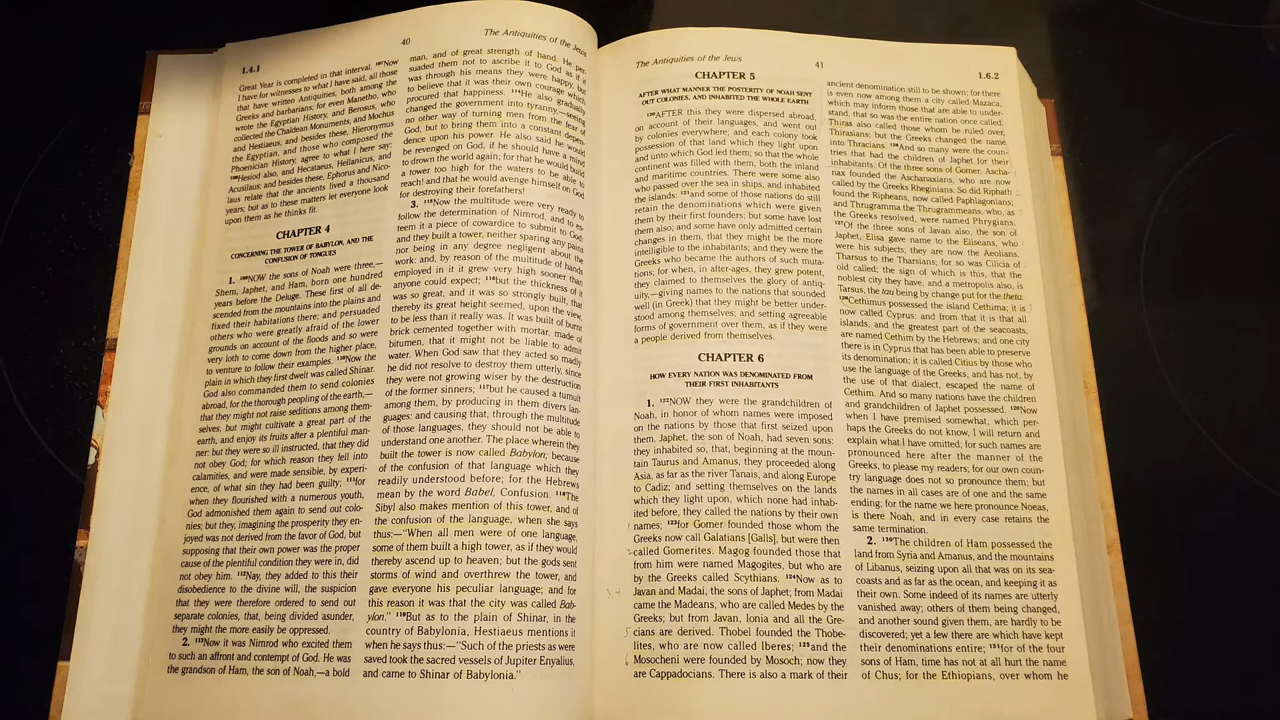 40
The Antiquities of the Jews
1.4.1
Great Year is completed in that interval. ¹⁰⁷Now
I have for witnesses to what I have said, all those
that have written Antiquities, both among the
Greeks and barbarians; for even Manetho, who
wrote the Egyptian History, and Berosus, who
collected the Chaldean Monuments, and Mochus
and Hestiaeus, and besides these, Hieronymus
the Egyptian, and those who composed the
Phoenician History, agree to what I here say:
¹⁰⁸Hesiod also, and Hecataeus, Hellanicus, and
Acusilaus; and besides these, Ephorus and Nico-
laus relate that the ancients lived a thousand
years; but as to these matters let everyone look
upon them as he thinks fit.
CHAPTER 4
CONCERNING THE TOWER OF BABYLON, AND THE
CONFUSION OF TONGUES
1. ¹⁰⁹NOW the sons of Noah were three,—
Shem, Japhet, and Ham, born one hundred
years before the Deluge. These first of all de-
scended from the mountains into the plains and
fixed their habitations there; and persuaded
others who were greatly afraid of the lower
grounds on account of the floods and so were
very loth to come down from the higher place,
to venture to follow their examples. ¹¹⁰Now the
plain in which they first dwelt was called Shinar.
God also commanded them to send colonies
abroad, for the thorough peopling of the earth,—
that they might not raise seditions among them-
selves, but might cultivate a great part of the
earth, and enjoy its fruits after a plentiful man-
ner: but they were so ill instructed, that they did
not obey God; for which reason they fell into
calamities, and were made sensible, by experi-
ence, of what sin they had been guilty; ¹¹¹for
when they flourished with a numerous youth,
God admonished them again to send out colo-
nies; but they, imagining the prosperity they en-
joyed was not derived from the favor of God, but
supposing that their own power was the proper
cause of the plentiful condition they were in, did
not obey him. ¹¹²Nay, they added to this their
disobedience to the divine will, the suspicion
that they were therefore ordered to send out
separate colonies, that, being divided asunder,
they might the more easily be oppressed.
2. ¹¹³Now it was Nimrod who excited them
to such an affront and contempt of God. He was
the grandson of Ham, the son of Noah,—a bold
man, and of great strength of hand. He per-
suaded them not to ascribe it to God as if it
was through his means they were happy, but
to believe that it was their own courage which
procured that happiness. ¹¹⁴He also gradually
changed the government into tyranny,—seeing
no other way of turning men from the fear of
God, but to bring them into a constant depen-
dence upon his power. He also said he would
be revenged on God, if he should have a mind
to drown the world again; for that he would build
a tower too high for the waters to be able to
reach! and that he would avenge himself on God
for destroying their forefathers!
3. ¹¹⁵Now the multitude were very ready to
follow the determination of Nimrod, and to es-
teem it a piece of cowardice to submit to God;
and they built a tower, neither sparing any pains
nor being in any degree negligent about the
work: and, by reason of the multitude of hands
employed in it it grew very high sooner than
anyone could expect; ¹¹⁶but the thickness of it
was so great, and it was so strongly built, that
thereby its great height seemed, upon the view,
to be less than it really was. It was built of burnt
brick cemented together with mortar, made of
bitumen, that it might not be liable to admit
water. When God saw that they acted so madly
he did not resolve to destroy them utterly, since
they were not growing wiser by the destruction
of the former sinners; ¹¹⁷but he caused a tumult
among them, by producing in them divers lan-
guages: and causing that, through the multitude
of those languages, they should not be able to
understand one another. The place wherein they
built the tower is now called Babylon; because
of the confusion of that language which they
readily understood before; for the Hebrews
mean by the word Babel, Confusion. ¹¹⁸The
Sibyl also makes mention of this tower, and of
the confusion of the language, when she says
thus:—"When all men were of one language,
some of them built a high tower, as if they would
thereby ascend up to heaven; but the gods sent
storms of wind and overthrew the tower, and
gave everyone his peculiar language; and for
this reason it was that the city was called Bab-
ylon." ¹¹⁹But as to the plain of Shinar, in the
country of Babylonia, Hestiaeus mentions it
when he says thus:—"Such of the priests as were
saved took the sacred vessels of Jupiter Enyalius,
and came to Shinar of Babylonia."
The Antiquities of the Jews
41
1.6.2
CHAPTER 5
AFTER WHAT MANNER THE POSTERITY OF NOAH SENT
OUT COLONIES, AND INHABITED THE WHOLE EARTH
¹²⁰AFTER this they were dispersed abroad,
on account of their languages, and went out
by colonies everywhere; and each colony took
possession of that land which they light upon
and unto which God led them; so that the whole
continent was filled with them, both the inland
and maritime countries. There were some also
who passed over the sea in ships, and inhabited
the islands: ¹²¹and some of those nations do still
retain the denominations which were given
them by their first founders; but some have lost
them also; and some have only admitted certain
changes in them, that they might be the more
intelligible to the inhabitants; and they were the
Greeks who became the authors of such muta-
tions; for when, in after-ages, they grew potent,
they claimed to themselves the glory of antiq-
uity,—giving names to the nations that sounded
well (in Greek) that they might be better under-
stood among themselves; and setting agreeable
forms of government over them, as if they were
a people derived from themselves.
CHAPTER 6
HOW EVERY NATION WAS DENOMINATED FROM
THEIR FIRST INHABITANTS
1. ¹²²NOW they were the grandchildren of
Noah, in honor of whom names were imposed
on the nations by those that first seized upon
them. Japhet, the son of Noah, had seven sons:
they inhabited so, that, beginning at the moun-
tain Taurus and Amanus, they proceeded along
Asia, as far as the river Tanais, and along Europe
to Cadiz; and setting themselves on the lands
which they light upon, which none had inhab-
ited before, they called the nations by their own
names; ¹²³for Gomer founded those whom the
Greeks now call Galatians [Galls], but were then
called Gomerites. Magog founded those that
from him were named Magogites, but who are
by the Greeks called Scythians. ¹²⁴Now as to
Javan and Madai, the sons of Japhet; from Madai
came the Madeans, who are called Medes by the
Greeks; but from Javan, Ionia and all the Gre-
cians are derived. Thobel founded the Thobe-
lites, who are now called Iberes; ¹²⁵and the
Mosocheni were founded by Mosoch; now they
are Cappadocians. There is also a mark of their
ancient denomination still to be shown; for there
is even now among them a city called Mazaca,
which may inform those that are able to under-
stand, that so was the entire nation once called.
Thiras also called those whom he ruled over,
Thirasians; but the Greeks changed the name
into Thracians. ¹²⁶And so many were the coun-
tries that had the children of Japhet for their
inhabitants. Of the three sons of Gomer, Ascha-
nax founded the Aschanaxians, who are now
called by the Greeks Rheginians. So did Riphath
found the Ripheans, now called Paphlagonians;
and Thrugramma the Thrugrammeans, who, as
the Greeks resolved, were named Phrygians.
¹²⁷Of the three sons of Javan also, the son of
Japhet, Elisa gave name to the Eliseans, who
were his subjects; they are now the Aeolians.
Tharsus to the Tharsians; for so was Cilicia of
old called; the sign of which is this, that the
noblest city they have, and a metropolis also, is
Tarsus, the tau being by change put for the theta.
¹²⁸Cethimus possessed the island Cethima; it is
now called Cyprus: and from that it is that all
islands, and the greatest part of the seacoasts,
are named Cethim by the Hebrews; and one city
there is in Cyprus that has been able to preserve
its denomination; it is called Citius by those who
use the language of the Greeks, and has not, by
the use of that dialect, escaped the name of
Cethim. And so many nations have the children
and grandchildren of Japhet possessed. ¹²⁹Now
when I have premised somewhat, which per-
haps the Greeks do not know, I will return and
explain what I have omitted; for such names are
pronounced here after the manner of the
Greeks, to please my readers; for our own coun-
try language does not so pronounce them; but
the names in all cases are of one and the same
ending; for the name we here pronounce Noeas,
is there Noah, and in every case retains the
same termination.
2. ¹³⁰The children of Ham possessed the
land from Syria and Amanus, and the mountains
of Libanus, seizing upon all that was on its sea-
coasts and as far as the ocean, and keeping it as
their own. Some indeed of its names are utterly
vanished away; others of them being changed,
and another sound given them, are hardly to be
discovered; yet a few there are which have kept
their denominations entire; ¹³¹for of the four
sons of Ham, time has not at all hurt the name
of Chus; for the Ethiopians, over whom he